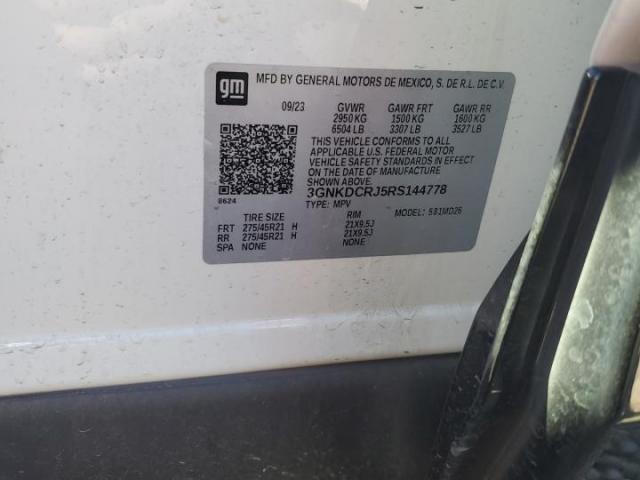 gm MFD BY GENERAL MOTORS DE MEXICO, S. DE R.L. DE C.V.
09/23 GVWR GAWR FRT GAWR RR
2950 KG 1500 KG 1600 KG
6504 LB 3307 LB 3527 LB
THIS VEHICLE CONFORMS TO ALL
APPLICABLE U.S. FEDERAL MOTOR
VEHICLE SAFETY STANDARDS IN EFFECT
ON THE DATE OF MANUFACTURE SHOWN ABOVE.
3GNKDCRJ5RS144778
8624 TYPE: MPV MODEL: 5B1MD26
TIRE SIZE RIM
FRT 275/45R21 H 21X9.5J
RR 275/45R21 H 21X9.5J
SPA NONE NONE